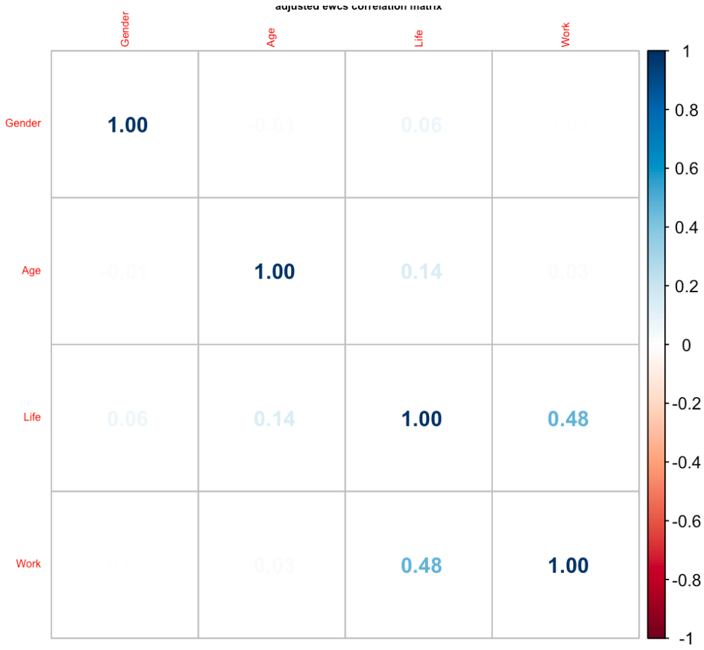 adjusted ewcs correlation matrix
Gender Age Life Work
Gender 1.00 -0.01 0.06
Age -0.01 1.00 0.14 0.03
Life 0.06 0.14 1.00 0.48
Work 0.03 0.48 1.00
1
0.8
0.6
0.4
0.2
0
-0.2
-0.4
-0.6
-0.8
-1